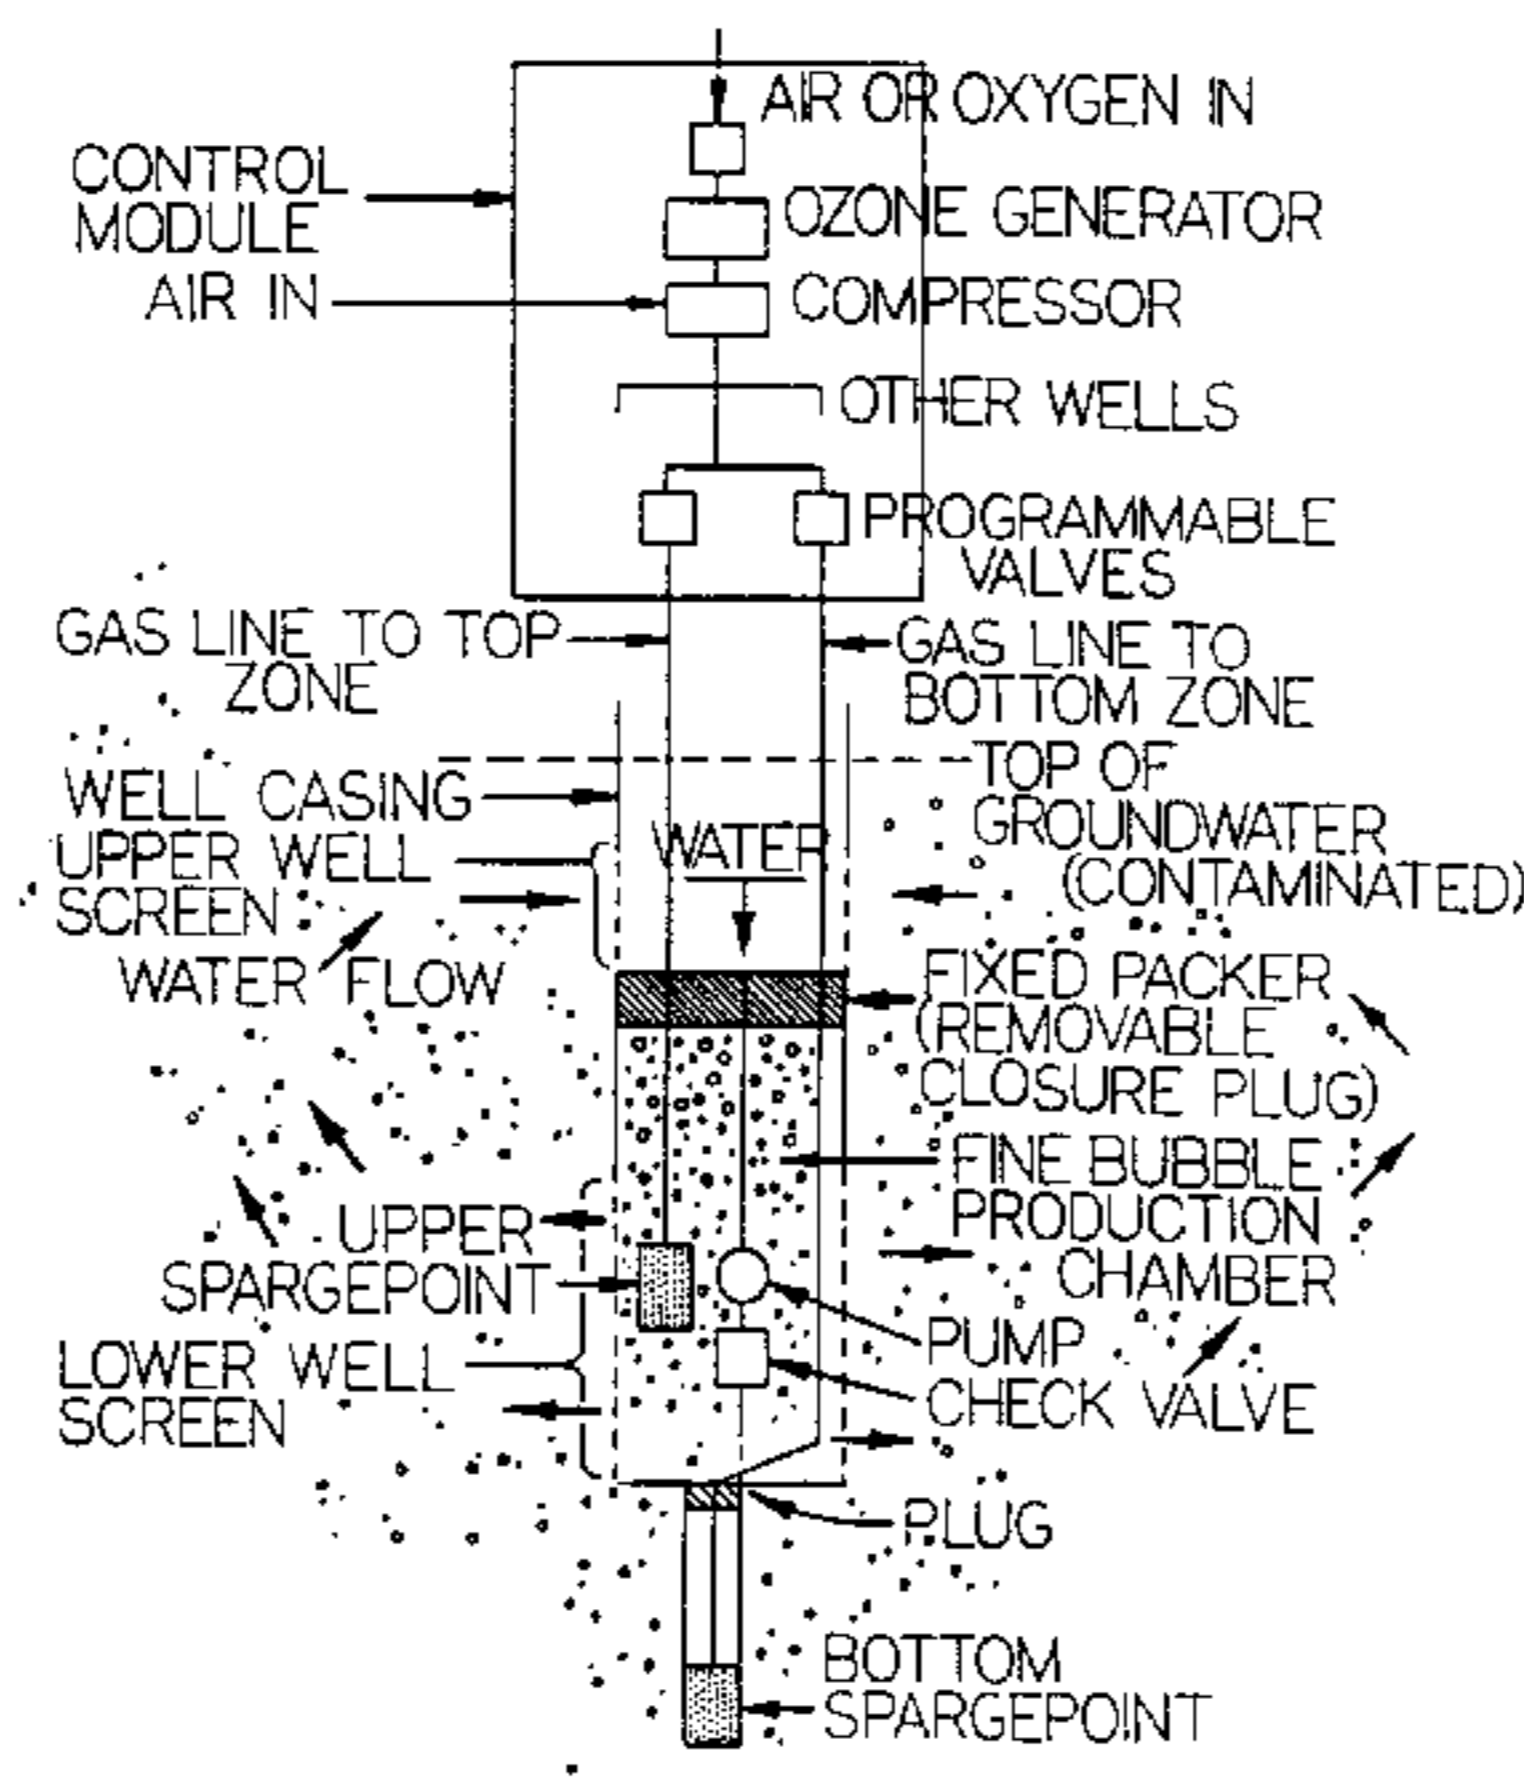 AIR OR OXYGEN IN
CONTROL
MODULE
OZONE GENERATOR
AIR IN
COMPRESSOR
OTHER WELLS
PROGRAMMABLE
VALVES
GAS LINE TO TOP
ZONE
GAS LINE TO
BOTTOM ZONE
WELL CASING
TOP OF
GROUNDWATER
(CONTAMINATED)
UPPER WELL
SCREEN
WATER
WATER FLOW
FIXED PACKER
(REMOVABLE
CLOSURE PLUG)
FINE BUBBLE
PRODUCTION
CHAMBER
UPPER
SPARGEPOINT
PUMP
LOWER WELL
SCREEN
CHECK VALVE
PLUG
BOTTOM
SPARGEPOINT